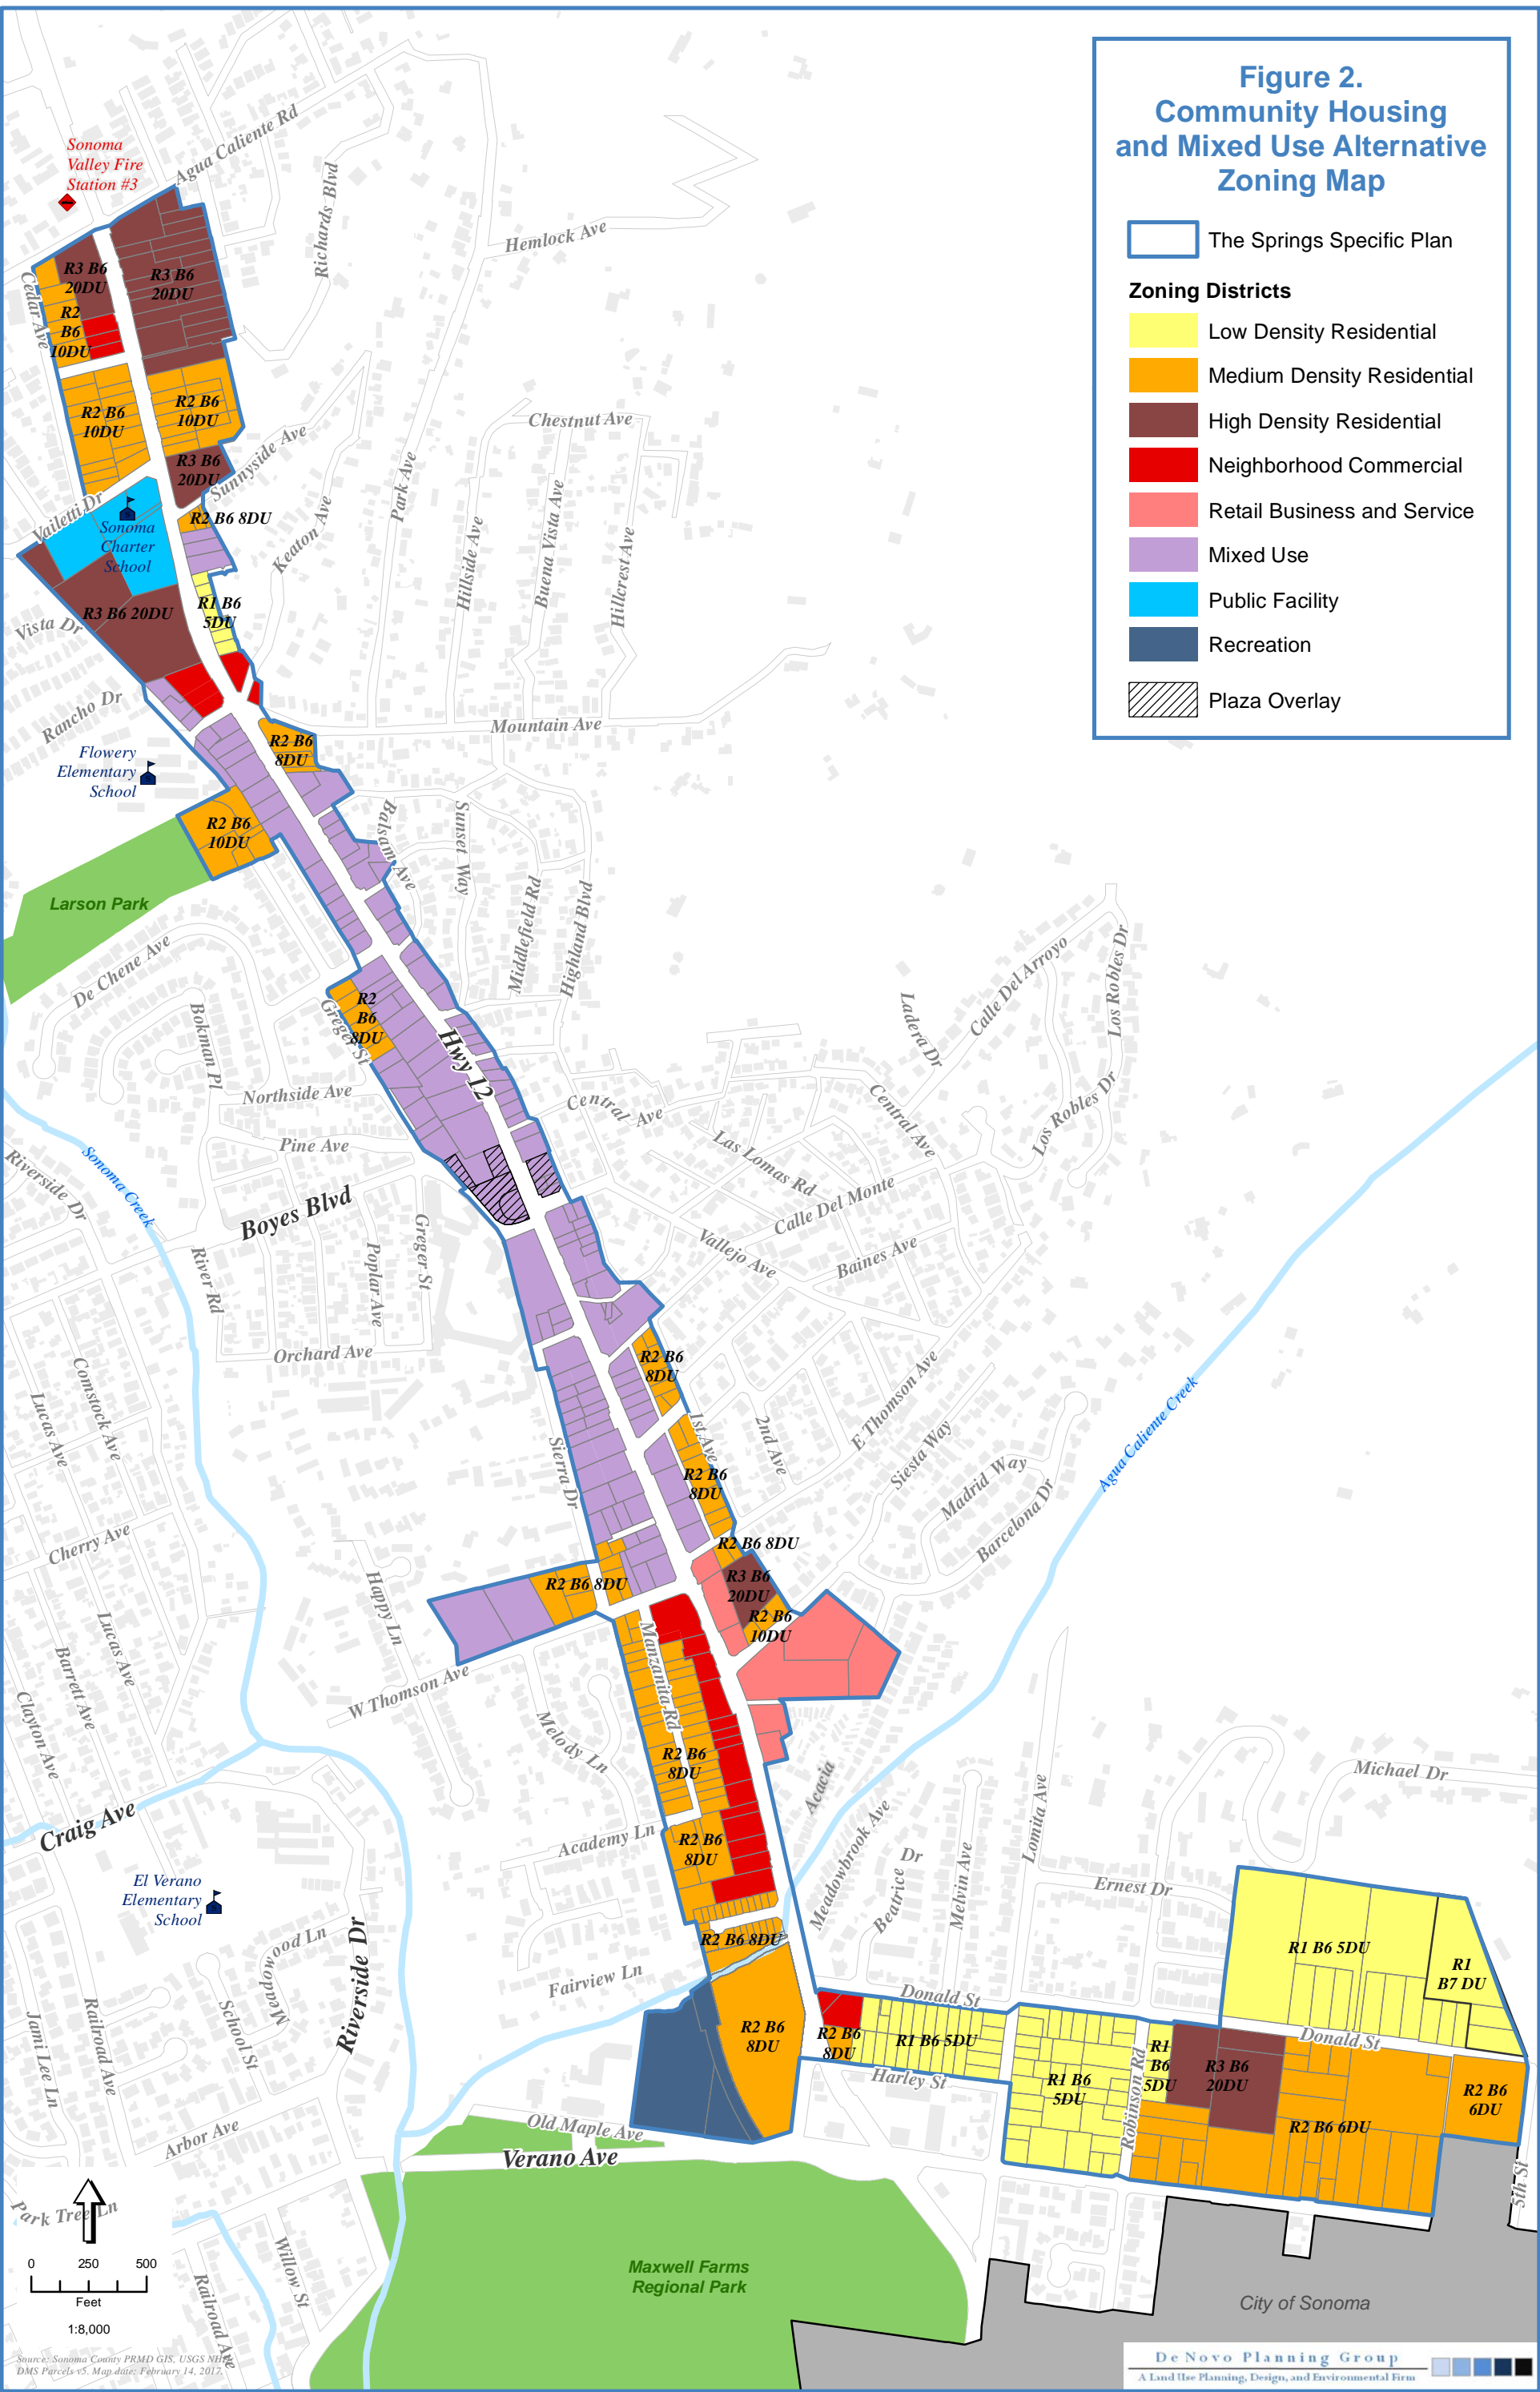 Figure 2.
Community Housing
and Mixed Use Alternative
Zoning Map
The Springs Specific Plan
Zoning Districts
Low Density Residential
Medium Density Residential
High Density Residential
Neighborhood Commercial
Retail Business and Service
Mixed Use
Public Facility
Recreation
Plaza Overlay
Sonoma
Valley Fire
Station #3
Agua Caliente Rd
Richards Blvd
Hemlock Ave
Cedar Ave
R3 B6
20DU
R3 B6
20DU
R2
B6
10DU
R2 B6
10DU
R2 B6
10DU
R3 B6
20DU
Sunnyside Ave
Chestnut Ave
Park Ave
Keaton Ave
Hillside Ave
Buena Vista Ave
Hillcrest Ave
Vailetti Dr
R2 B6 8DU
Sonoma
Charter
School
R1 B6
5DU
R3 B6 20DU
Vista Dr
Rancho Dr
Mountain Ave
R2 B6
8DU
Flowery
Elementary
School
R2 B6
10DU
Balsam Ave
Sunset Way
Middlefield Rd
Highland Blvd
Larson Park
De Chene Ave
Bokman Pl
R2
B6
8DU
Greger St
Hwy 12
Ladera Dr
Calle Del Arroyo
Los Robles Dr
Northside Ave
Central Ave
Central Ave
Los Robles Dr
Pine Ave
Las Lomas Rd
Sonoma Creek
Riverside Dr
Boyes Blvd
Calle Del Monte
Vallejo Ave
Baines Ave
River Rd
Poplar Ave
Greger St
Orchard Ave
Comstock Ave
Lucas Ave
R2 B6
8DU
E Thomson Ave
1st Ave
2nd Ave
Siesta Way
Madrid Way
Barcelona Dr
Agua Caliente Creek
Sierra Dr
R2 B6
8DU
Cherry Ave
R2 B6 8DU
R2 B6 8DU
R3 B6
20DU
R2 B6
10DU
Happy Ln
Lucas Ave
Barrett Ave
Clayton Ave
W Thomson Ave
Manzanita Rd
Melody Ln
R2 B6
8DU
Acacia
Michael Dr
Craig Ave
Academy Ln
R2 B6
8DU
Meadowbrook Ave
Beatrice Dr
Melvin Ave
Lomita Ave
Ernest Dr
El Verano
Elementary
School
R2 B6 8DU
R1 B6 5DU
R1
B7 DU
Meadowood Ln
Riverside Dr
Fairview Ln
Donald St
Jami Lee Ln
Railroad Ave
School St
R2 B6
8DU
R2 B6
8DU
R1 B6 5DU
Donald St
R1
B6
5DU
R3 B6
20DU
Harley St
R1 B6
5DU
Robinson Rd
R2 B6 6DU
R2 B6
6DU
Arbor Ave
Old Maple Ave
Verano Ave
5th St
Park Tree Ln
Willow St
Railroad Ave
Maxwell Farms
Regional Park
City of Sonoma
0 250 500
Feet
1:8,000
Source: Sonoma County PRMD GIS, USGS NHD,
DMS Parcels v5. Map date: February 14, 2017.
De Novo Planning Group
A Land Use Planning, Design, and Environmental Firm